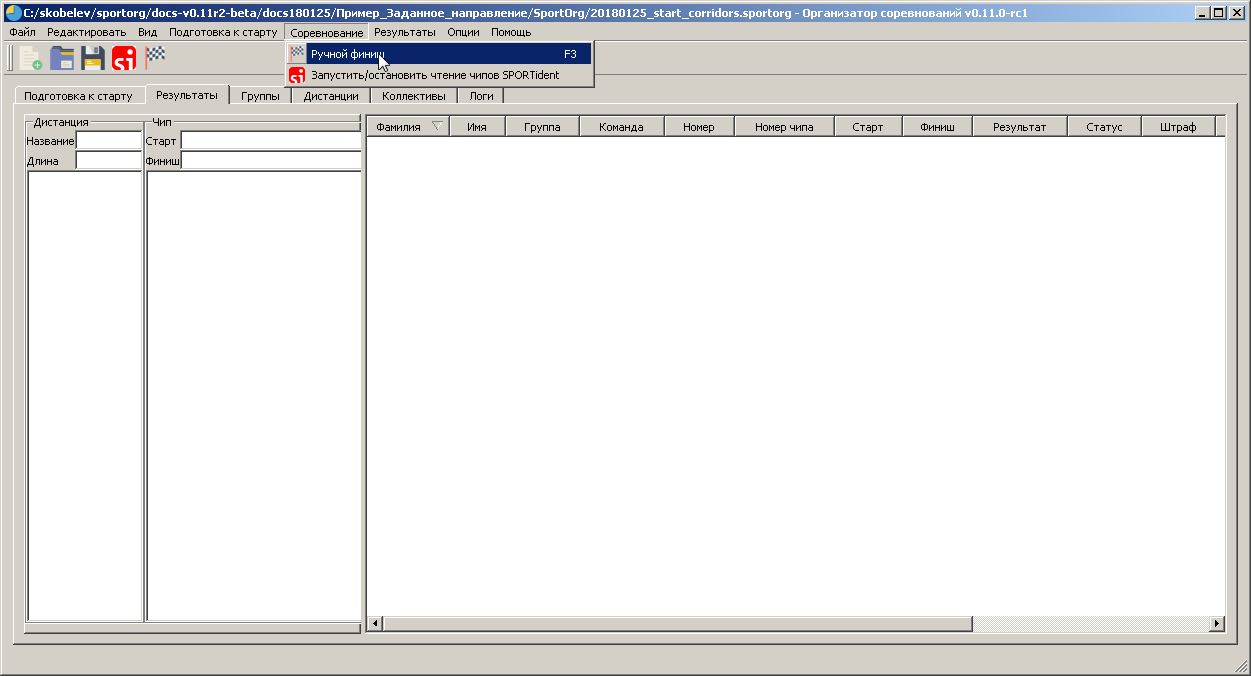 C:/skobelev/sportorg/docs-v0.11r2-beta/docs180125/Пример_Заданное_направление/SportOrg/20180125_start_corridors.sportorg - Организатор соревнований v0.11.0-rc1
Файл Редактировать Вид Подготовка к старту Соревнование Результаты Опции Помощь
Ручной финиш F3
si Запустить/остановить чтение чипов SPORTident
si
Подготовка к старту Результаты Группы Дистанции Коллективы Логи
Дистанция Чип
Фамилия Имя Группа Команда Номер Номер чипа Старт Финиш Результат Статус Штраф
Название Старт
Длина Финиш